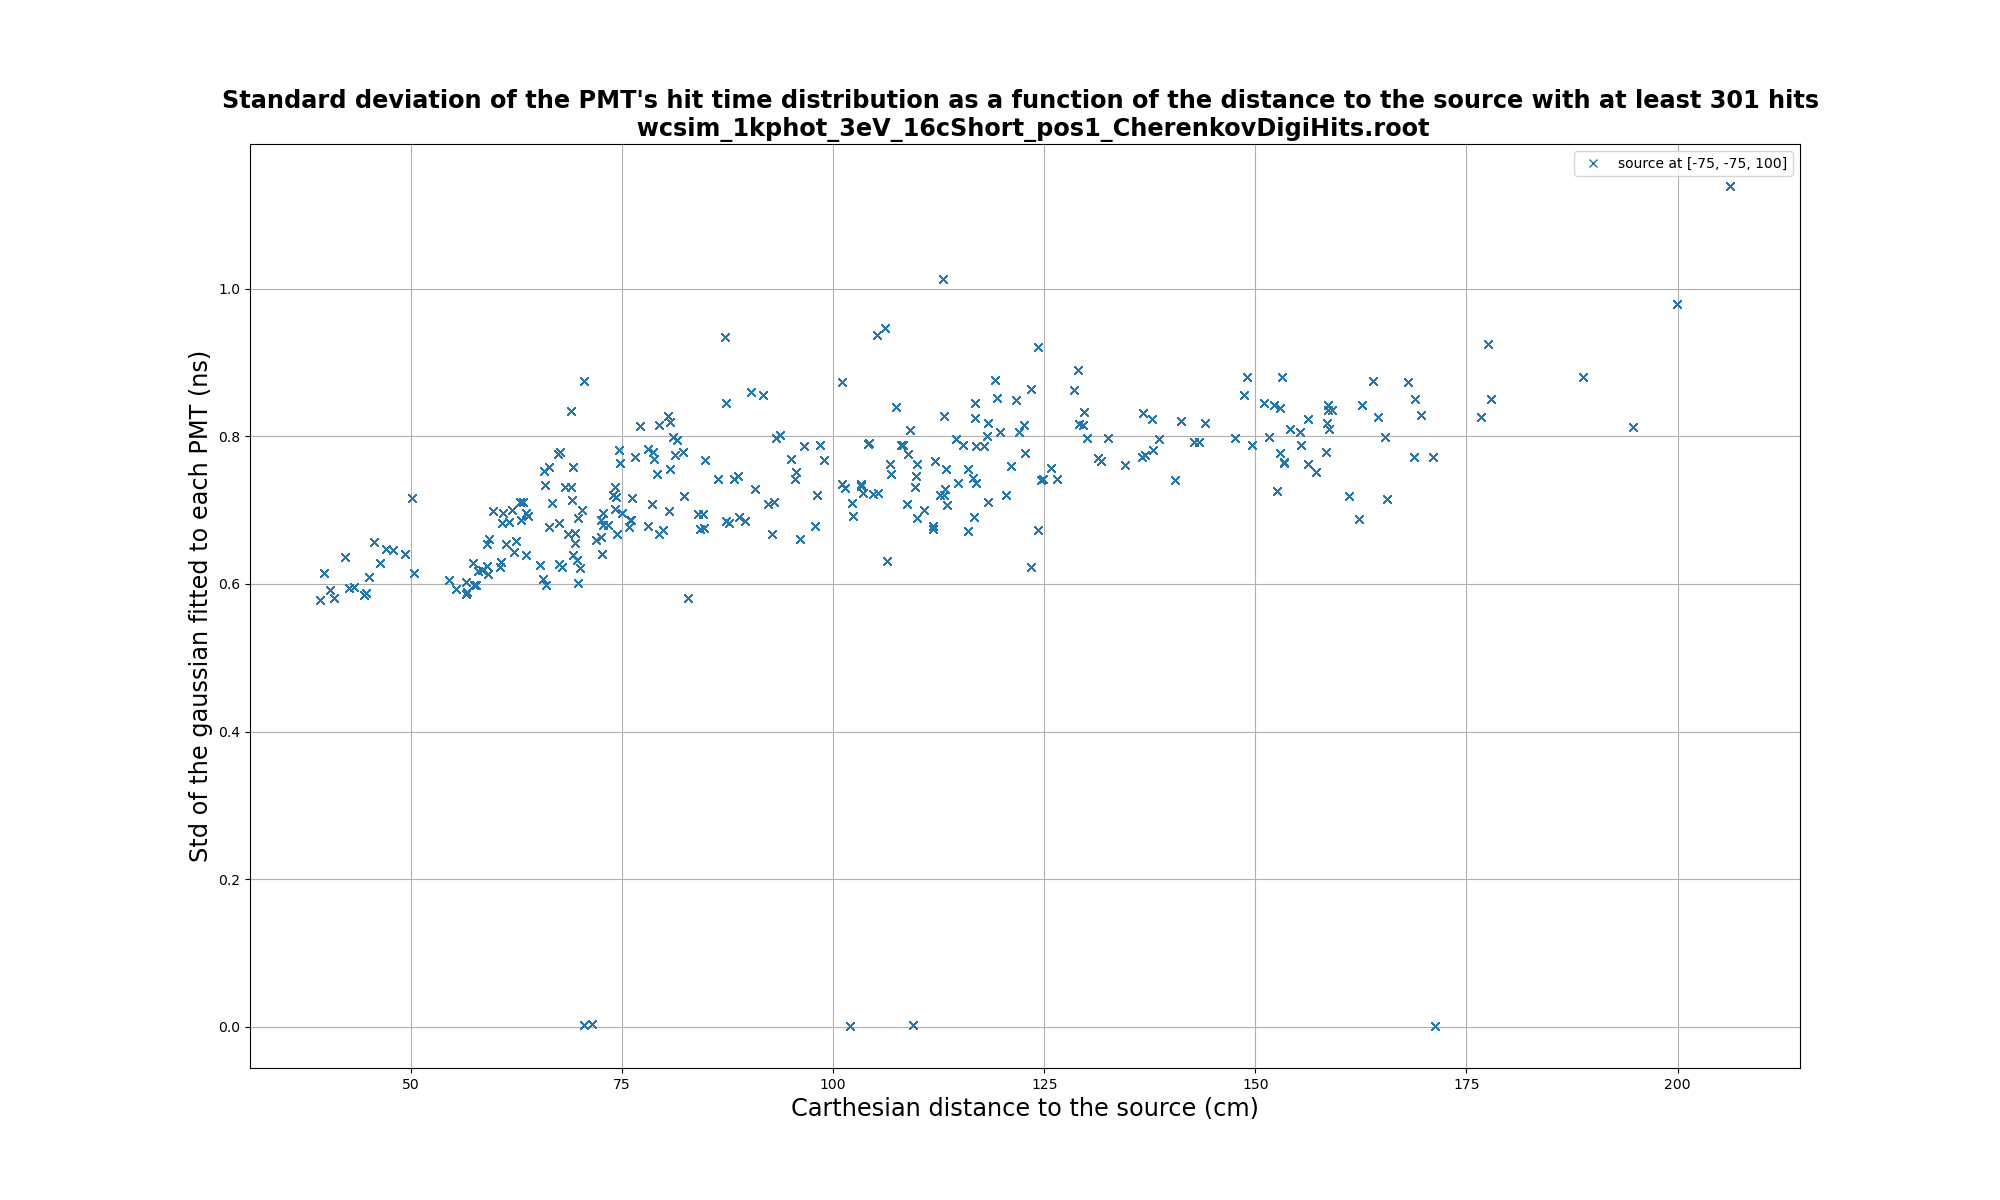 Standard deviation of the PMT's hit time distribution as a function of the distance to the source with at least 301 hits
wcsim_1kphot_3eV_16cShort_pos1_CherenkovDigiHits.root
source at [-75, -75, 100]
Std of the gaussian fitted to each PMT (ns)
1.0
0.8
0.6
0.4
0.2
0.0
50 75 100 125 150 175 200
Carthesian distance to the source (cm)